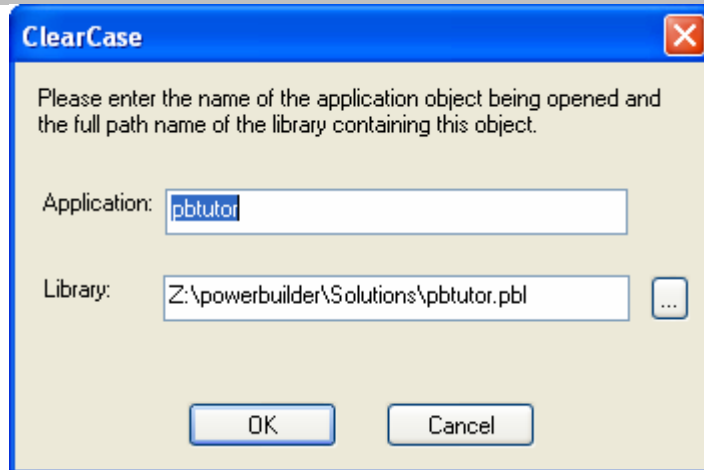 ClearCase
Please enter the name of the application object being opened and
the full path name of the library containing this object.
Application: pbtutor
Library: Z:\powerbuilder\Solutions\pbtutor.pbl ...
OK Cancel